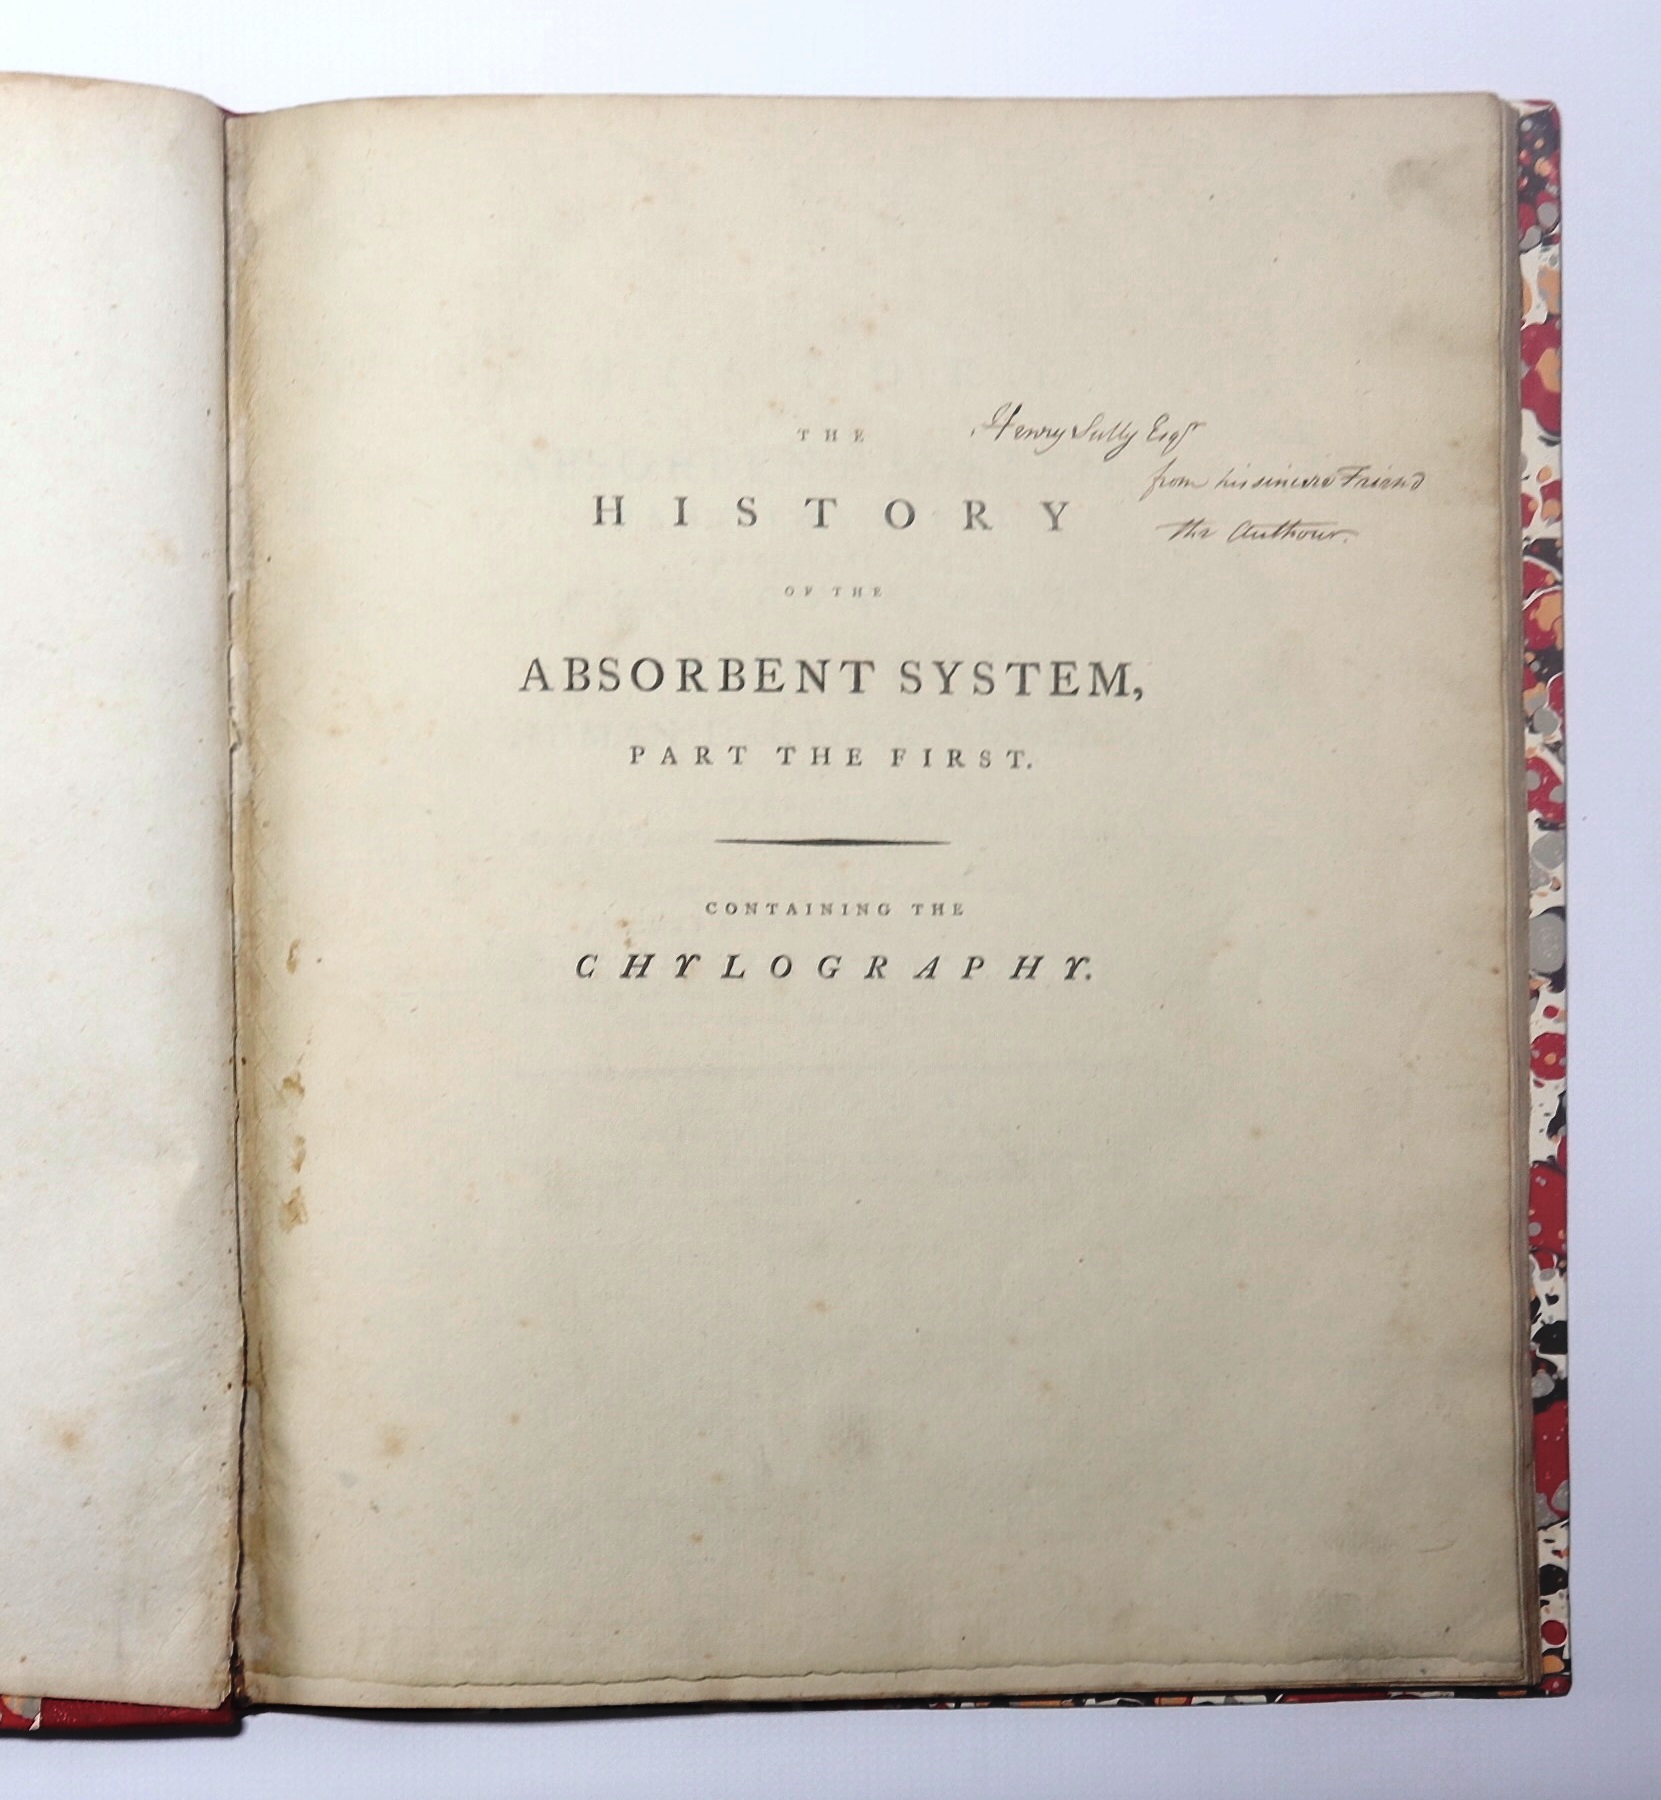 THE
Henry Sully Esqr
from his sincere Friend
HISTORY
the Authour.
OF THE
ABSORBENT SYSTEM,
PART THE FIRST.
CONTAINING THE
CHYLOGRAPHY.